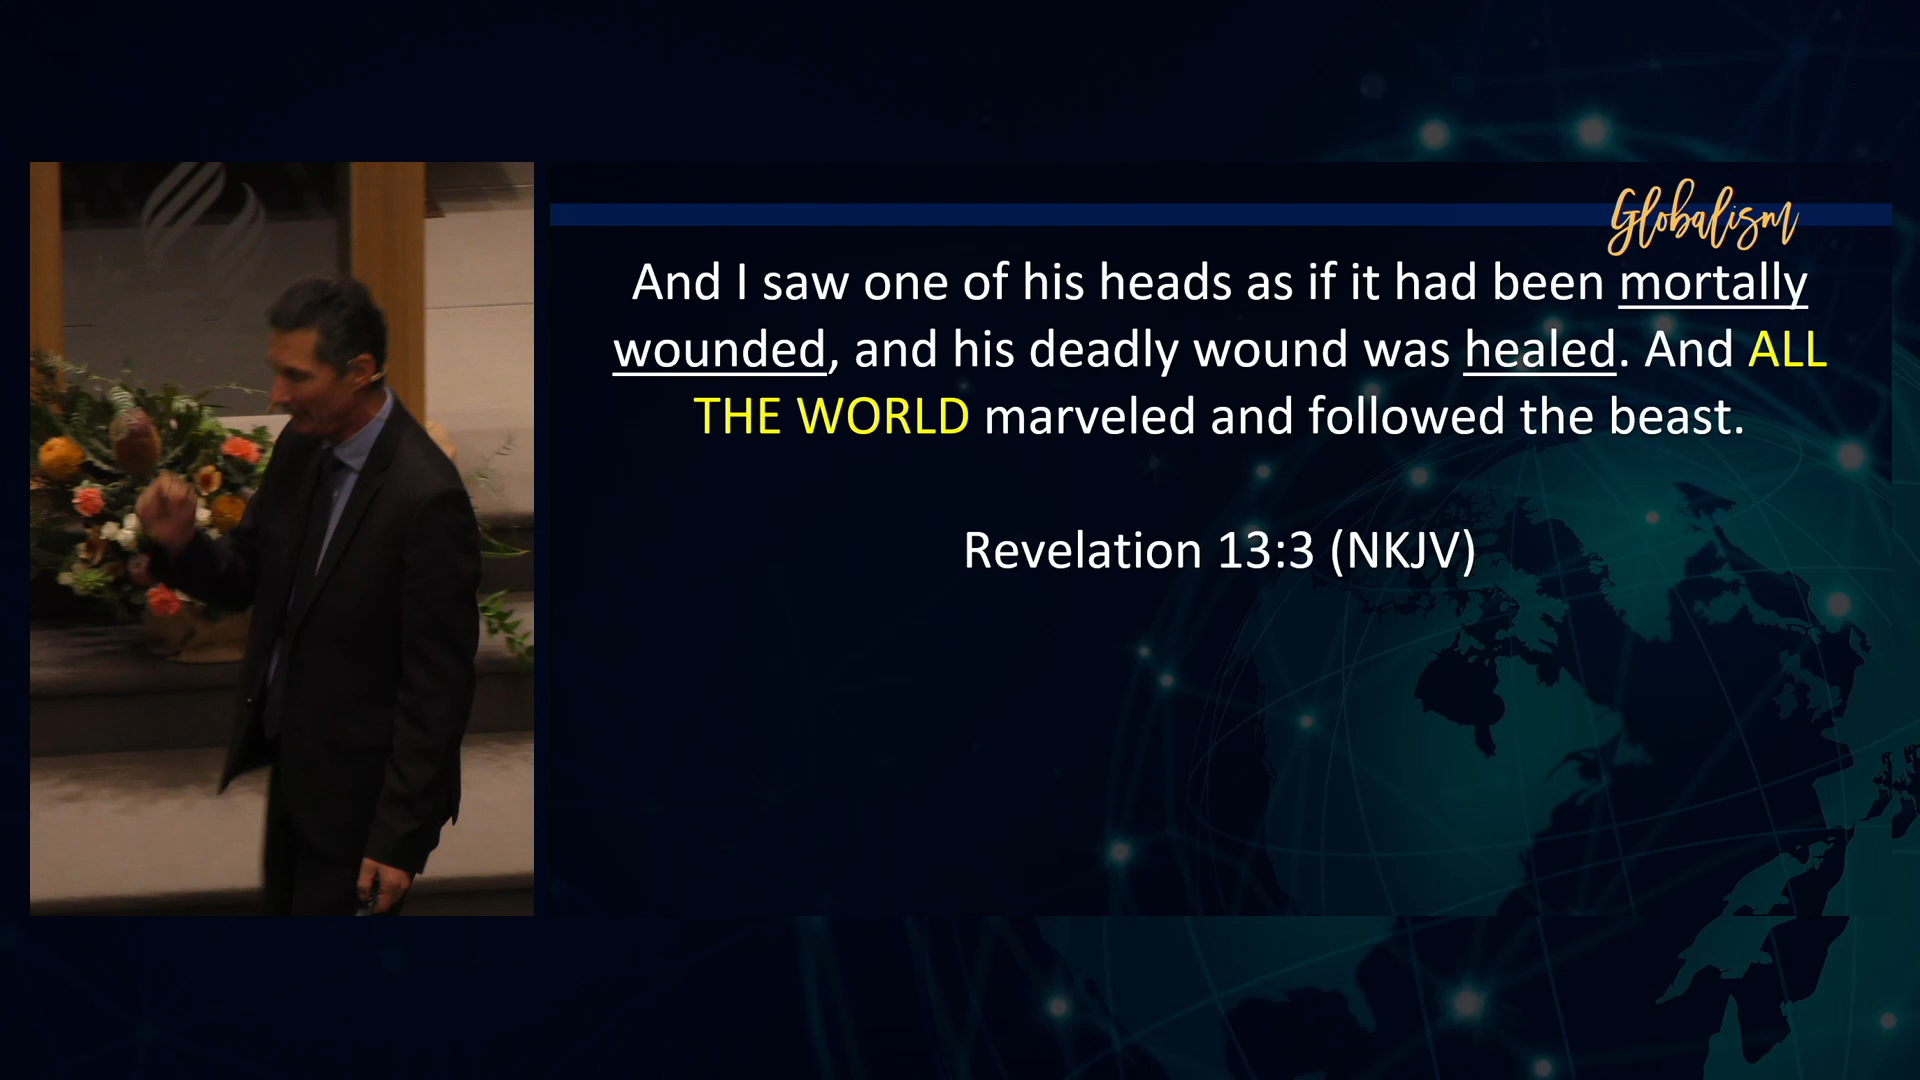 Globalism
And I saw one of his heads as if it had been mortally
wounded, and his deadly wound was healed. And ALL
THE WORLD marveled and followed the beast.
Revelation 13:3 (NKJV)